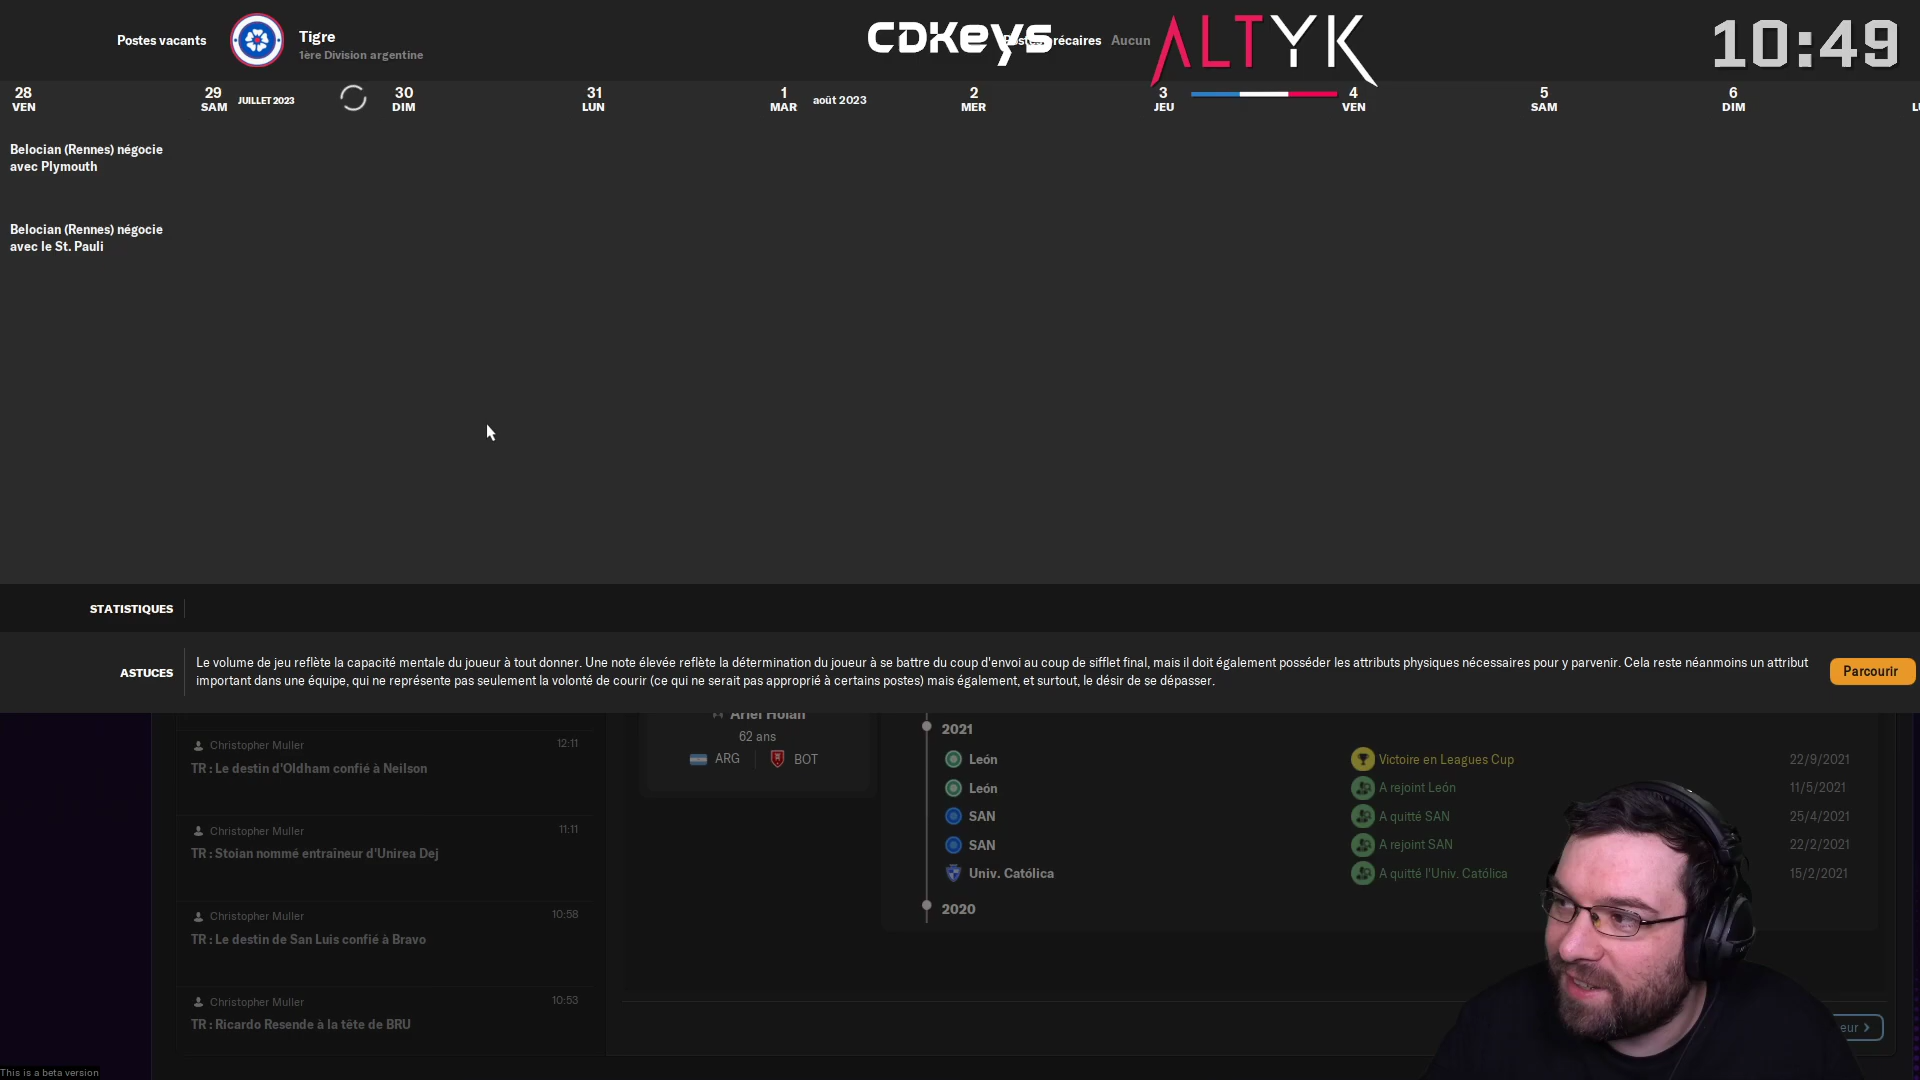 Postes vacants
Tigre
1ère Division argentine
CDKeys
Aucun
ALTYK
10:49
28
VEN
29
SAM
JUILLET 2023
30
DIM
31
LUN
1
MAR
août 2023
2
MER
3
JEU
4
VEN
5
SAM
6
DIM
Belocian (Rennes) négocie
avec Plymouth
Belocian (Rennes) négocie
avec le St. Pauli
STATISTIQUES
ASTUCES
Le volume de jeu reflète la capacité mentale du joueur à tout donner. Une note élevée reflète la détermination du joueur à se battre du coup d'envoi au coup de sifflet final, mais il doit également posséder les attributs physiques nécessaires pour y parvenir. Cela reste néanmoins un attribut
important dans une équipe, qui ne représente pas seulement la volonté de courir (ce qui ne serait pas approprié à certains postes) mais également, et surtout, le désir de se dépasser.
Parcourir
Ariel Holan
62 ans
ARG
BOT
Christopher Muller
12:11
TR : Le destin d'Oldham confié à Neilson
Christopher Muller
11:11
TR : Stoian nommé entraîneur d'Unirea Dej
Christopher Muller
10:58
TR : Le destin de San Luis confié à Bravo
Christopher Muller
10:53
TR : Ricardo Resende à la tête de BRU
2021
León
Victoire en Leagues Cup
22/9/2021
León
A rejoint León
11/5/2021
SAN
A quitté SAN
25/4/2021
SAN
A rejoint SAN
22/2/2021
Univ. Católica
A quitté l'Univ. Católica
15/2/2021
2020
This is a beta version